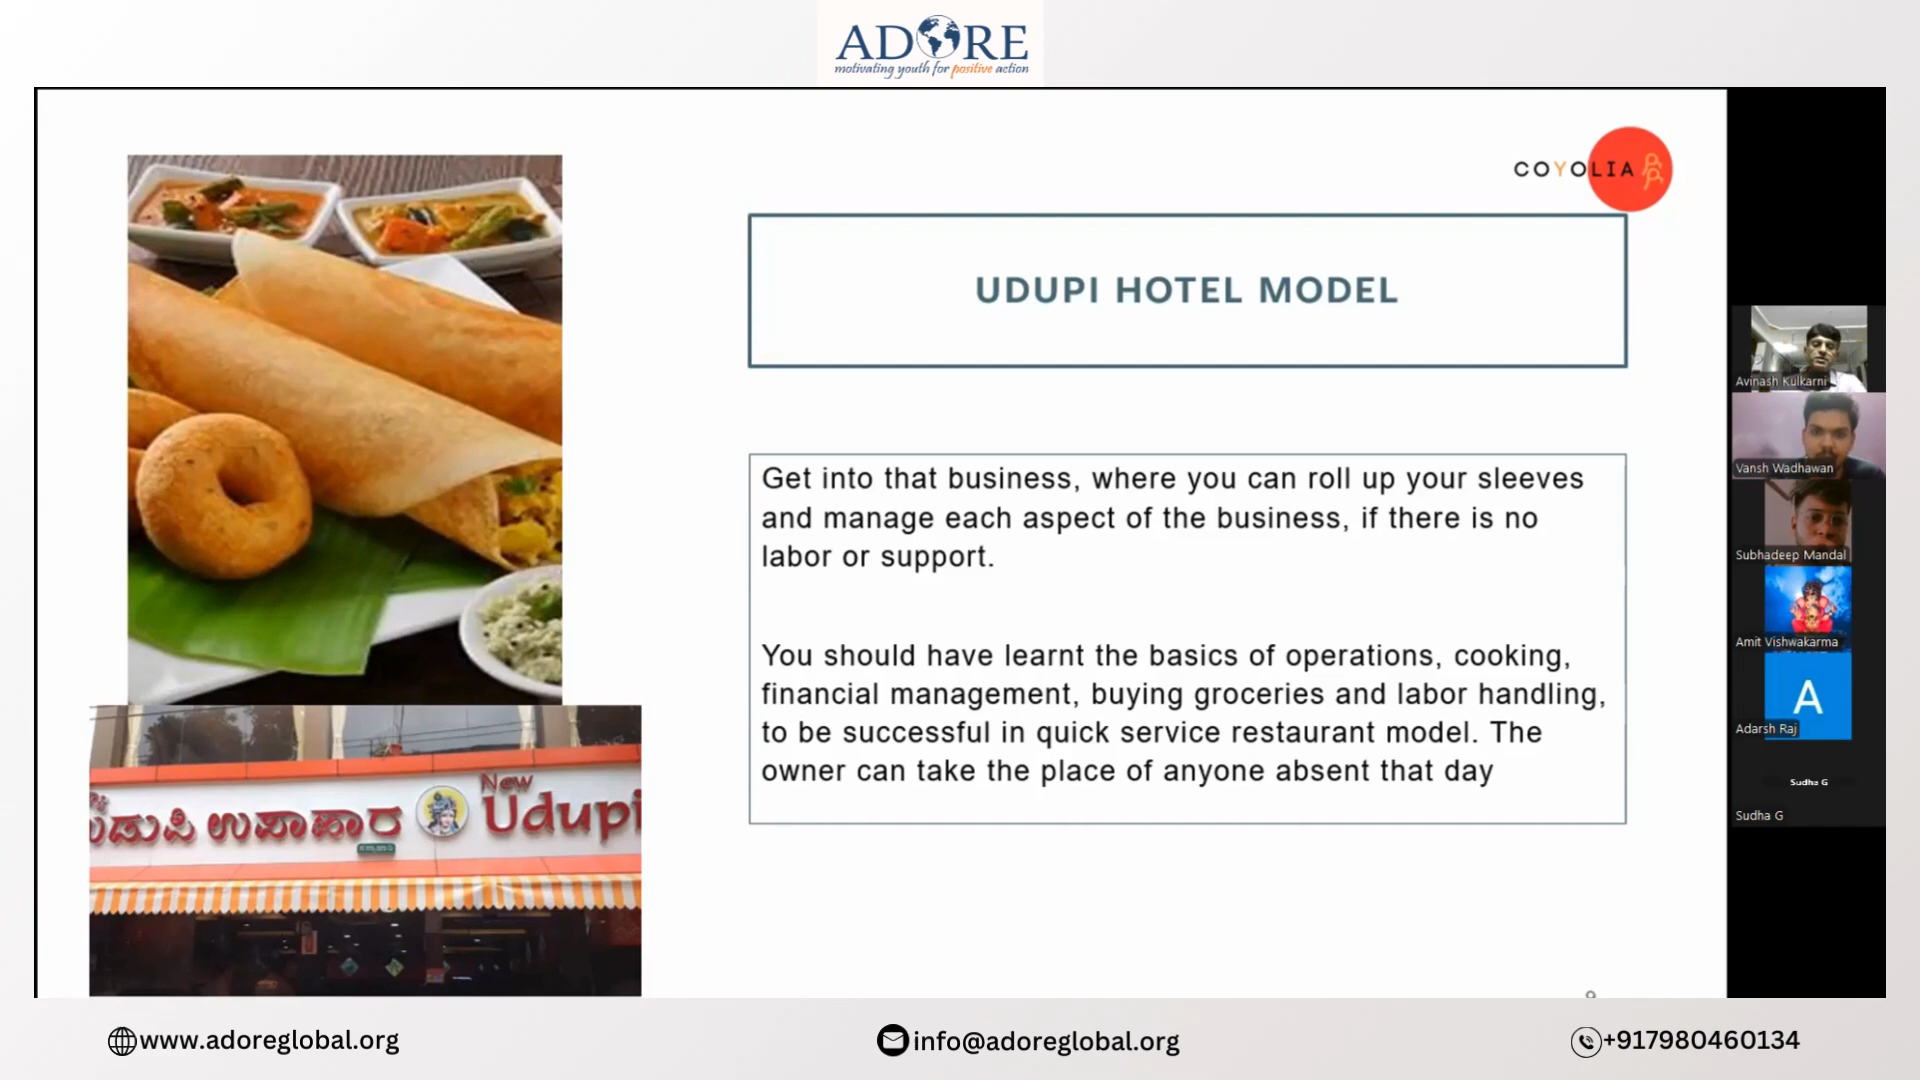 ADORE
motivating youth for positive action
COYOLIA
UDUPI HOTEL MODEL
Get into that business, where you can roll up your sleeves
and manage each aspect of the business, if there is no
labor or support.
You should have learnt the basics of operations, cooking,
financial management, buying groceries and labor handling,
to be successful in quick service restaurant model. The
owner can take the place of anyone absent that day
New
ಉಡುಪಿ ಉಪಾಹಾರ Udupi
Avinash Kulkarni
Vansh Wadhawan
Subhadeep Mandal
Amit Vishwakarma
A
Adarsh Raj
Sudha G
Sudha G
www.adoreglobal.org
info@adoreglobal.org
+917980460134